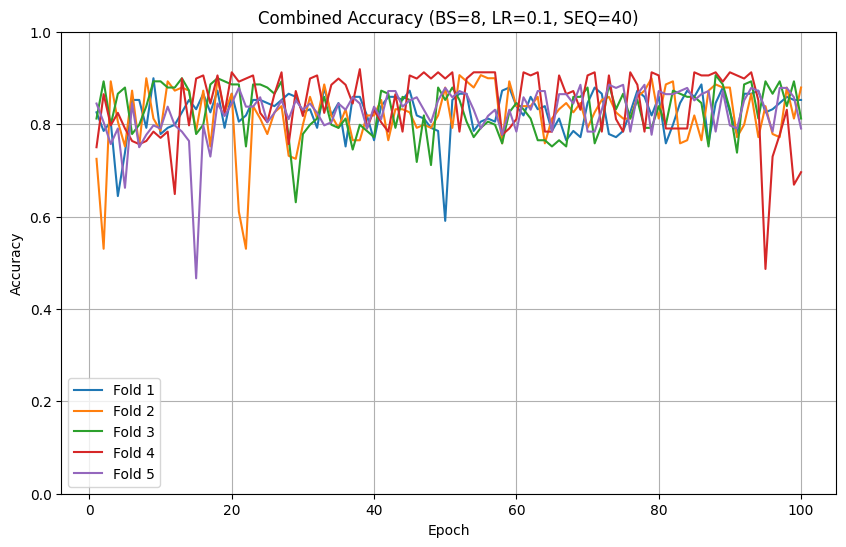 Combined Accuracy (BS=8, LR=0.1, SEQ=40)
1.0
0.8
0.6
0.4
0.2
0.0
Accuracy
Fold 1
Fold 2
Fold 3
Fold 4
Fold 5
0 20 40 60 80 100
Epoch